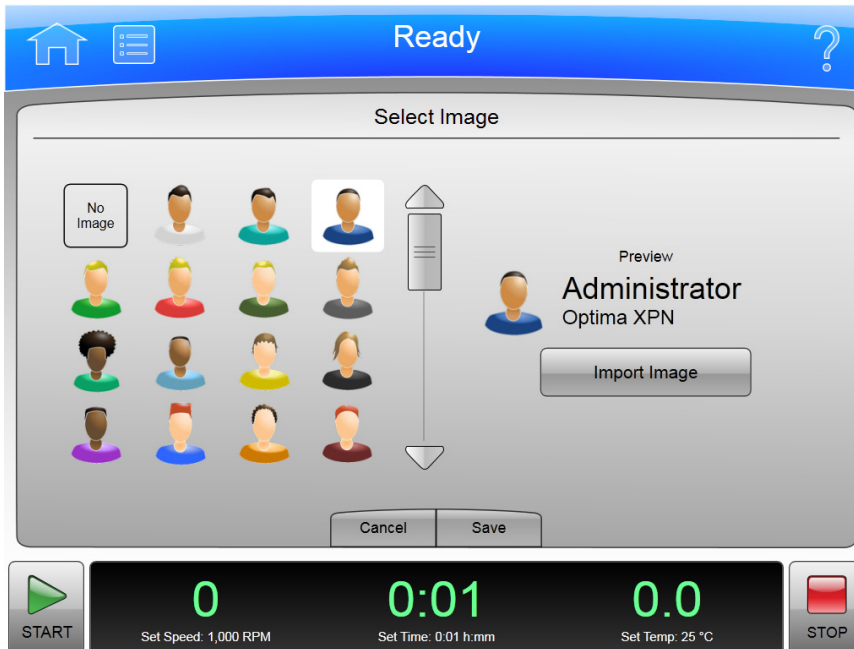 Ready
Select Image
No
Image
Preview
Administrator
Optima XPN
Import Image
Cancel
Save
START
0
0:01
0.0
Set Speed: 1,000 RPM
Set Time: 0:01 h:mm
Set Temp: 25 °C
STOP